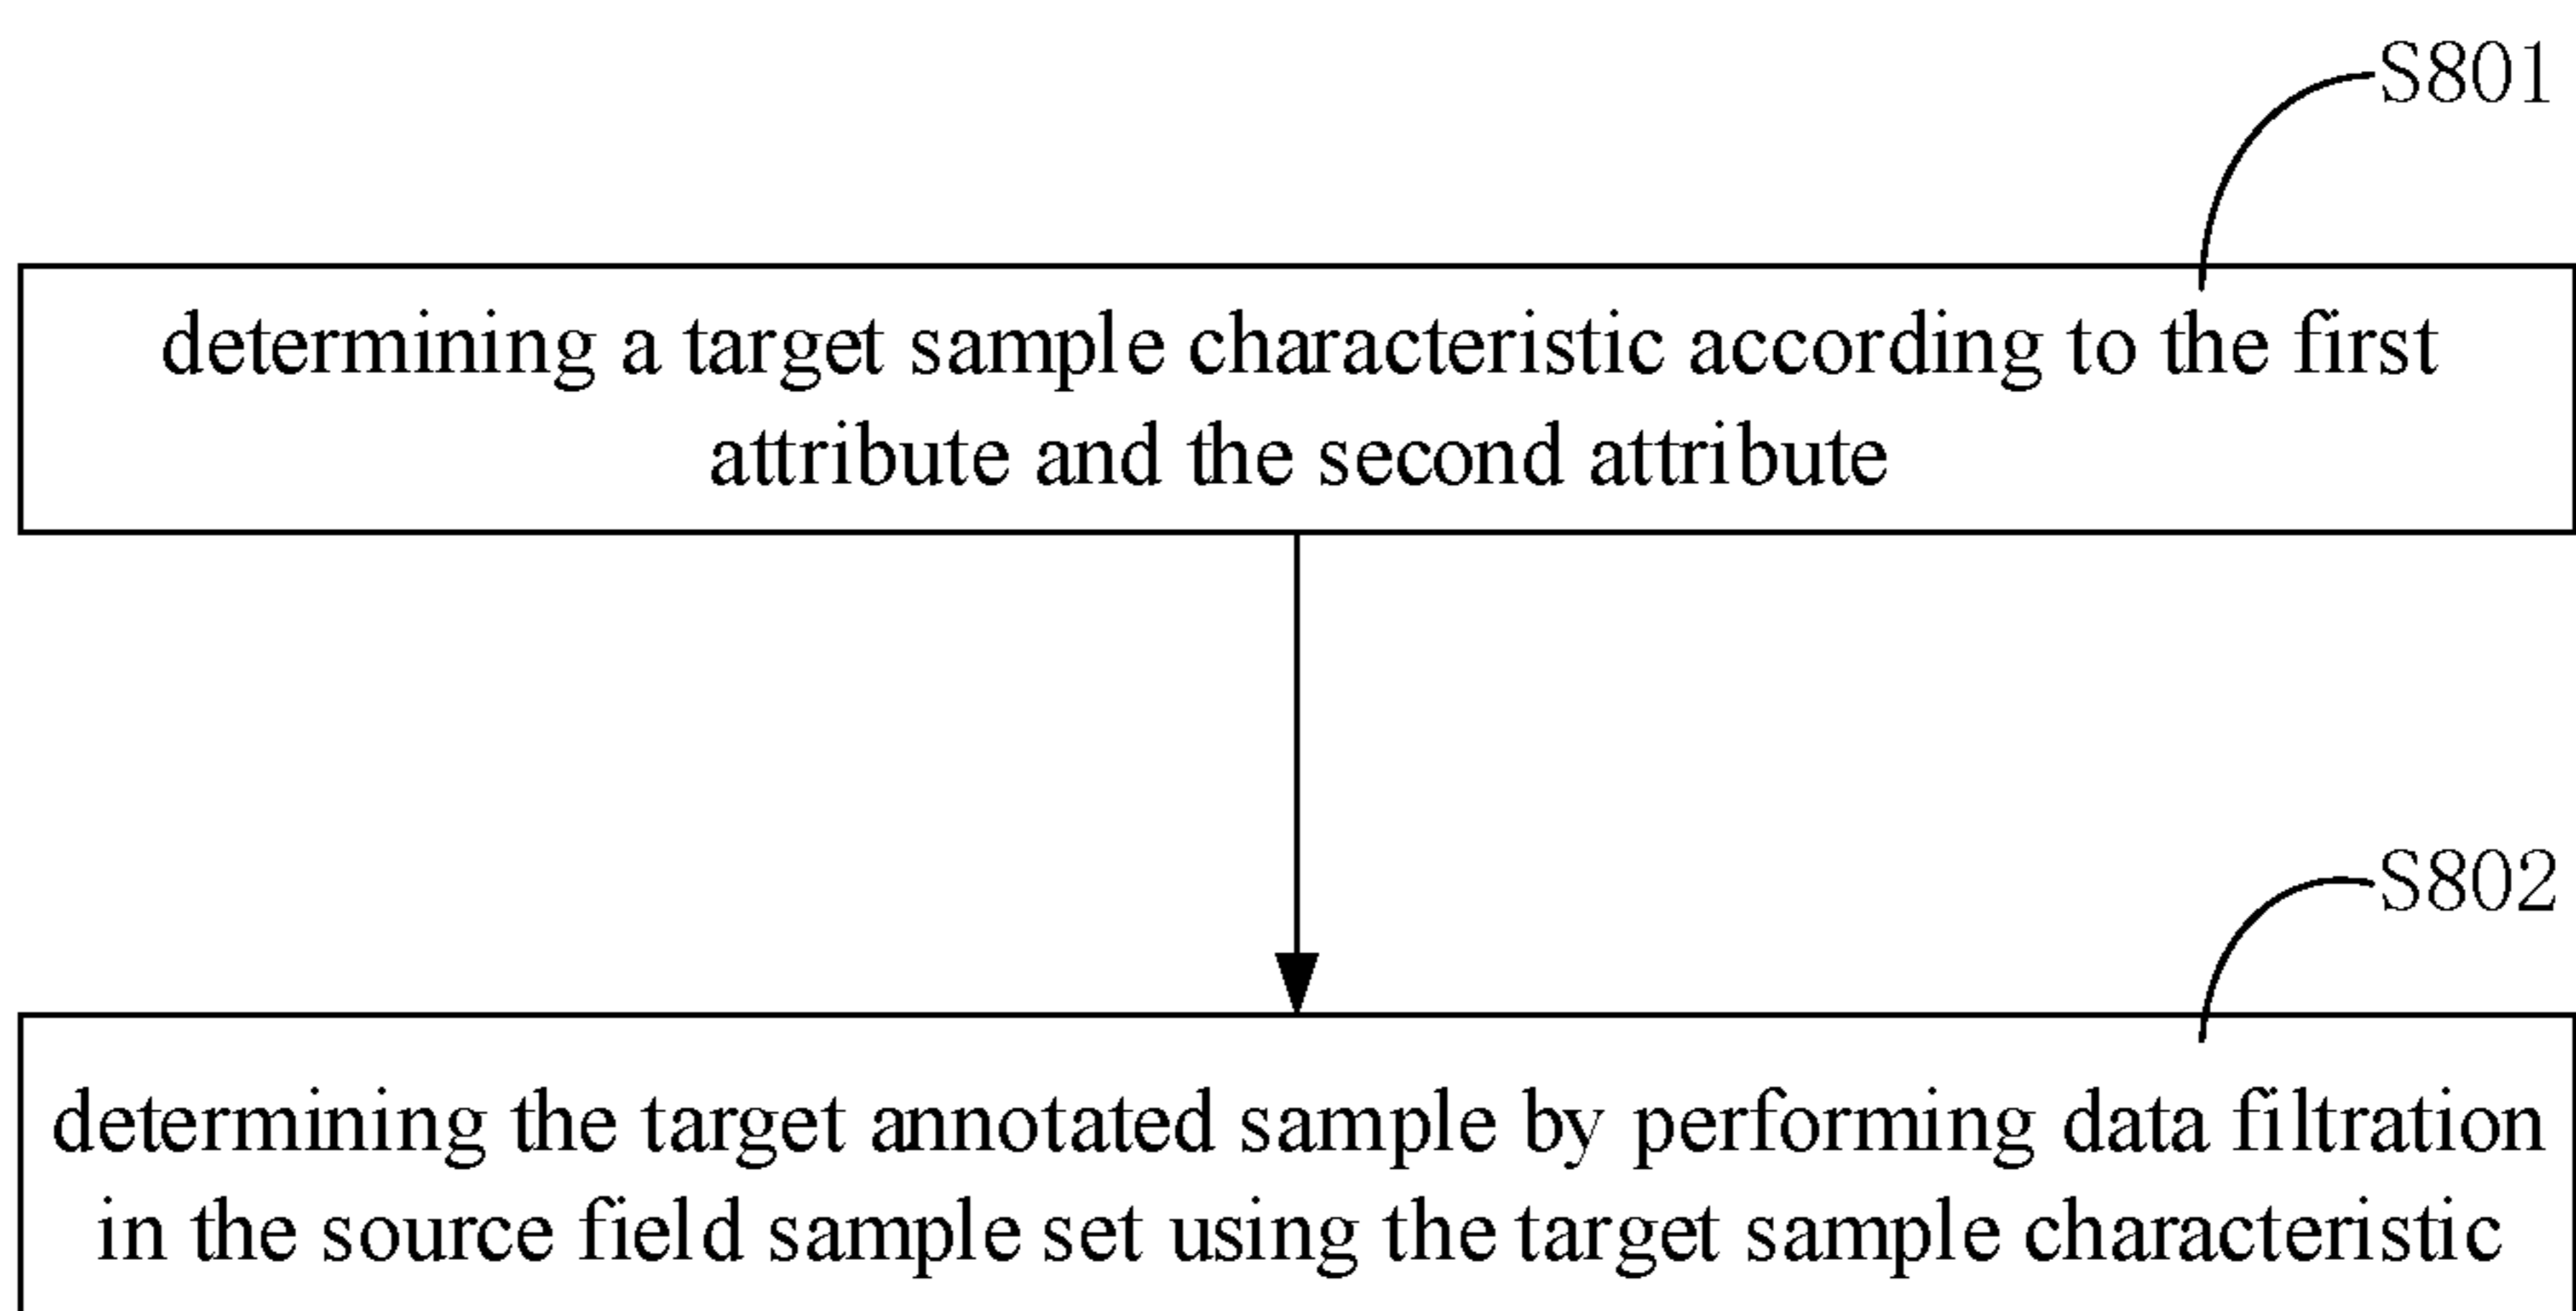 S801
determining a target sample characteristic according to the first
attribute and the second attribute
S802
determining the target annotated sample by performing data filtration
in the source field sample set using the target sample characteristic